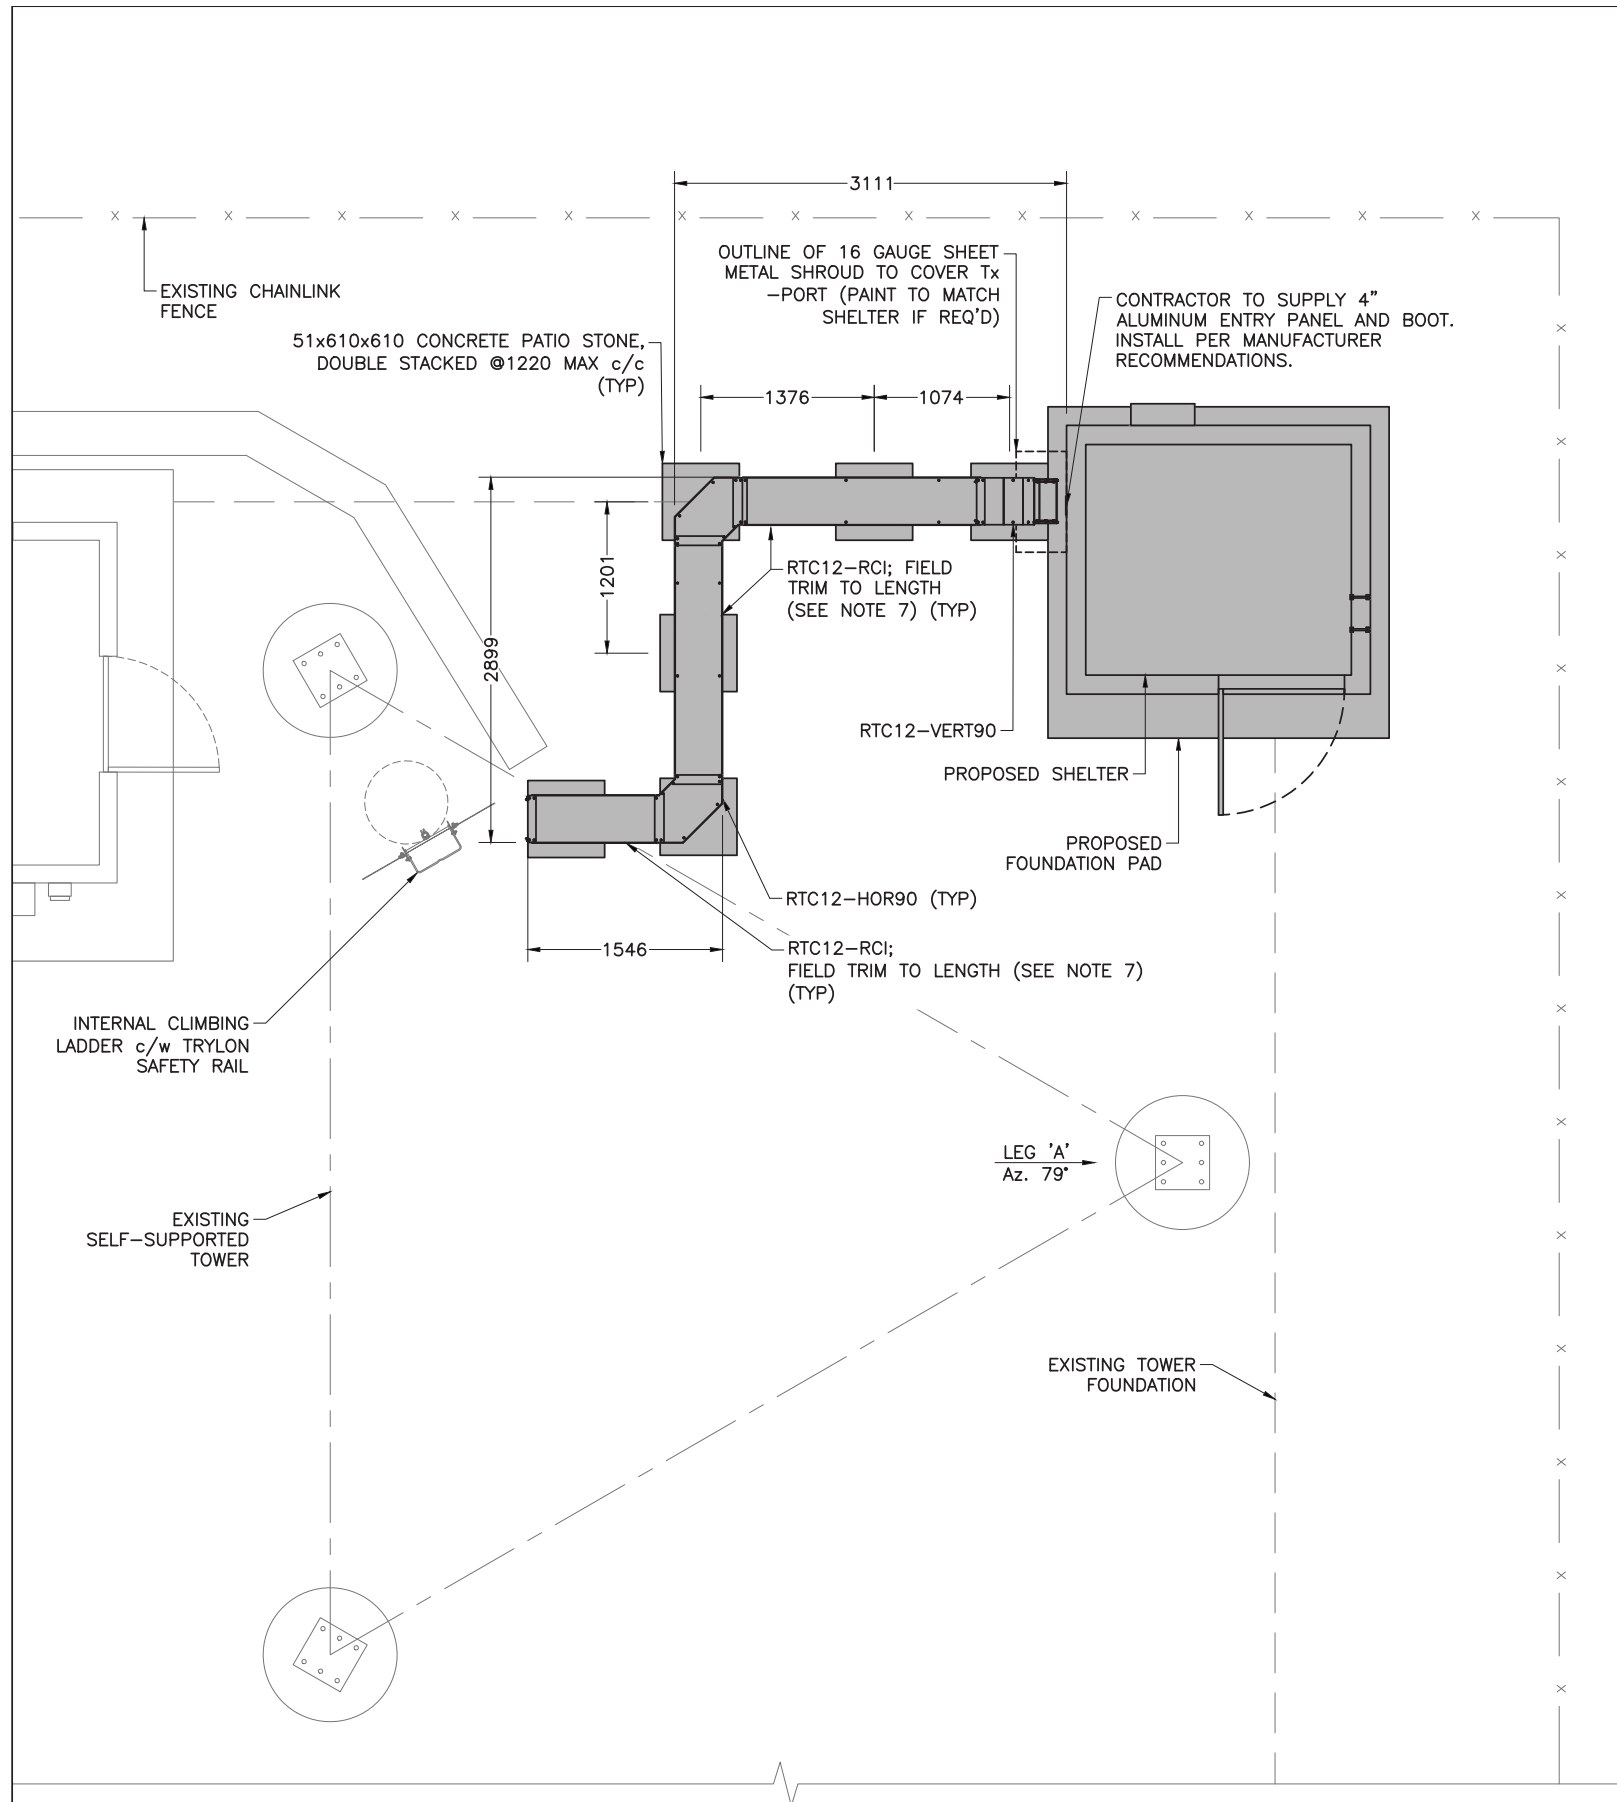 3111
OUTLINE OF 16 GAUGE SHEET
METAL SHROUD TO COVER Tx
-PORT (PAINT TO MATCH
SHELTER IF REQ'D)
EXISTING CHAINLINK
FENCE
CONTRACTOR TO SUPPLY 4"
ALUMINUM ENTRY PANEL AND BOOT.
INSTALL PER MANUFACTURER
RECOMMENDATIONS.
51x610x610 CONCRETE PATIO STONE,
DOUBLE STACKED @1220 MAX c/c
(TYP)
1376
1074
1201
2899
RTC12-RCI; FIELD
TRIM TO LENGTH
(SEE NOTE 7) (TYP)
RTC12-VERT90
PROPOSED SHELTER
PROPOSED
FOUNDATION PAD
RTC12-HOR90 (TYP)
1546
RTC12-RCI;
FIELD TRIM TO LENGTH (SEE NOTE 7)
(TYP)
INTERNAL CLIMBING
LADDER c/w TRYLON
SAFETY RAIL
LEG 'A'
Az. 79°
EXISTING
SELF-SUPPORTED
TOWER
EXISTING TOWER
FOUNDATION